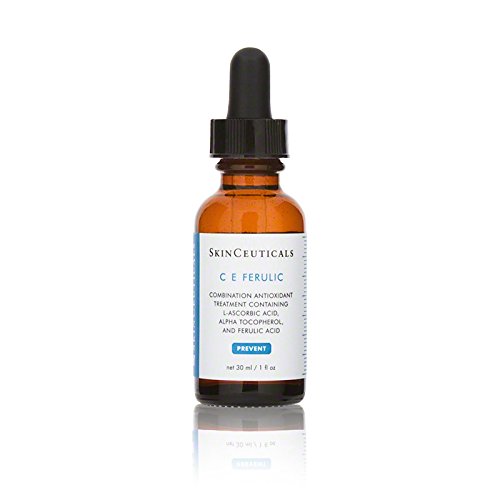 SKINCEUTICALS
C E FERULIC
COMBINATION ANTIOXIDANT
TREATMENT CONTAINING
L-ASCORBIC ACID,
ALPHA TOCOPHEROL,
AND FERULIC ACID
PREVENT
net 30 ml / 1 fl oz